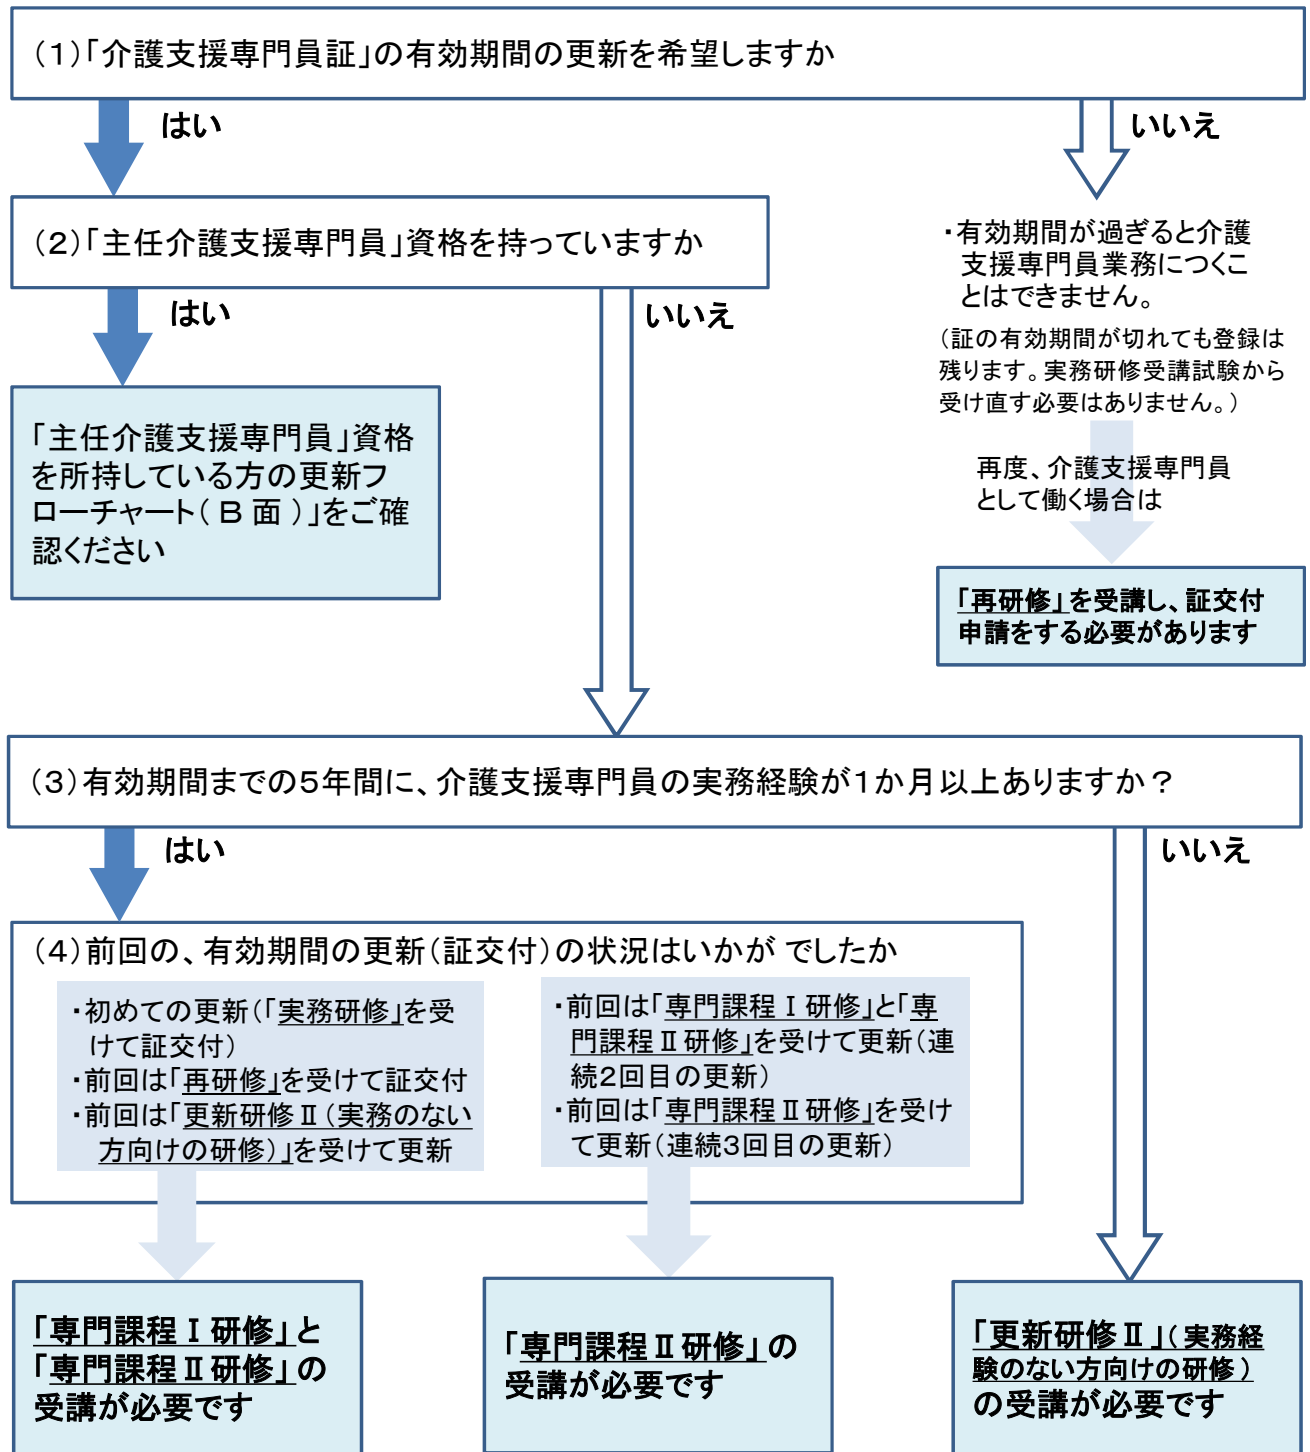 （１）「介護支援専門員証」の有効期間の更新を希望しますか
はい
いいえ
（２）「主任介護支援専門員」資格を持っていますか
はい
いいえ
・有効期間が過ぎると介護
支援専門員業務につくこ
とはできません。
（証の有効期間が切れても登録は
残ります。実務研修受講試験から
受け直す必要はありません。）
「主任介護支援専門員」資格
を所持している方の更新フ
ローチャート（ B 面 ）」をご確
認ください
再度、介護支援専門員
として働く場合は
「再研修」を受講し、証交付
申請をする必要があります
（３）有効期間までの５年間に、介護支援専門員の実務経験が１か月以上ありますか？
はい
いいえ
（４）前回の、有効期間の更新（証交付）の状況はいかが でしたか
・初めての更新（「実務研修」を受
けて証交付）
・前回は「再研修」を受けて証交付
・前回は「更新研修Ⅱ（実務のない
方向けの研修）」を受けて更新
・前回は「専門課程Ⅰ研修」と「専
門課程Ⅱ研修」を受けて更新（連
続2回目の更新）
・前回は「専門課程Ⅱ研修」を受け
て更新（連続3回目の更新）
「専門課程Ⅰ研修」と
「専門課程Ⅱ研修」の
受講が必要です
「専門課程Ⅱ研修」の
受講が必要です
「更新研修Ⅱ」（ 実務経
験のない方向けの研修 ）
の受講が必要です